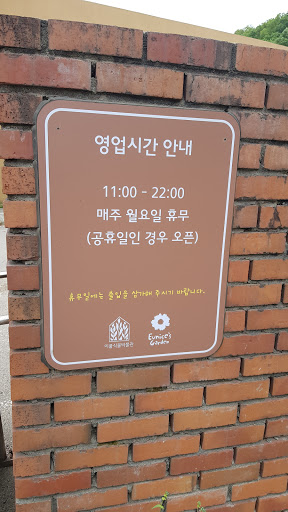 영업시간 안내
11:00 - 22:00
매주 월요일 휴무
(공휴일인 경우 오픈)
휴무일에는 출입을 삼가해 주시기 바랍니다.
Eunice's
Garden